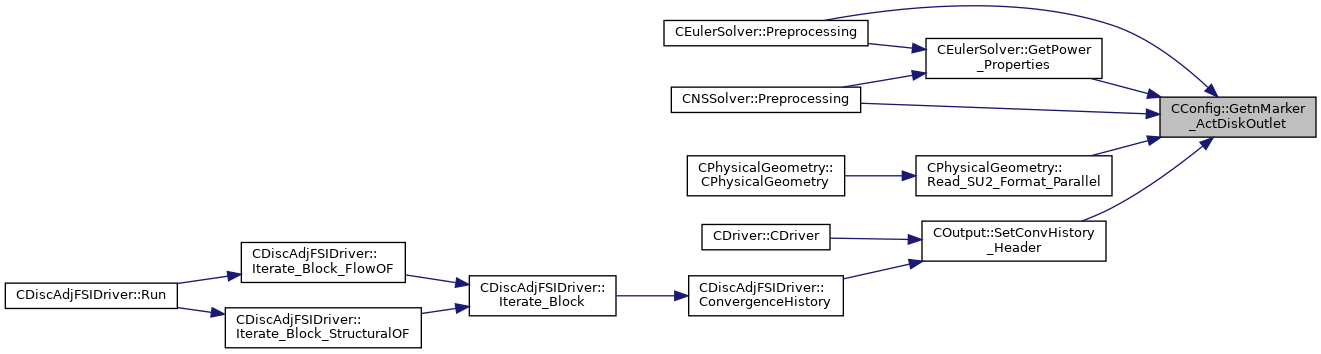 CEulerSolver::Preprocessing
CEulerSolver::GetPower
_Properties
CNSSolver::Preprocessing
CConfig::GetnMarker
_ActDiskOutlet
CPhysicalGeometry::
CPhysicalGeometry
CPhysicalGeometry::
Read_SU2_Format_Parallel
CDriver::CDriver
COutput::SetConvHistory
_Header
CDiscAdjFSIDriver::
Iterate_Block_FlowOF
CDiscAdjFSIDriver::Run
CDiscAdjFSIDriver::
Iterate_Block
CDiscAdjFSIDriver::
ConvergenceHistory
CDiscAdjFSIDriver::
Iterate_Block_StructuralOF